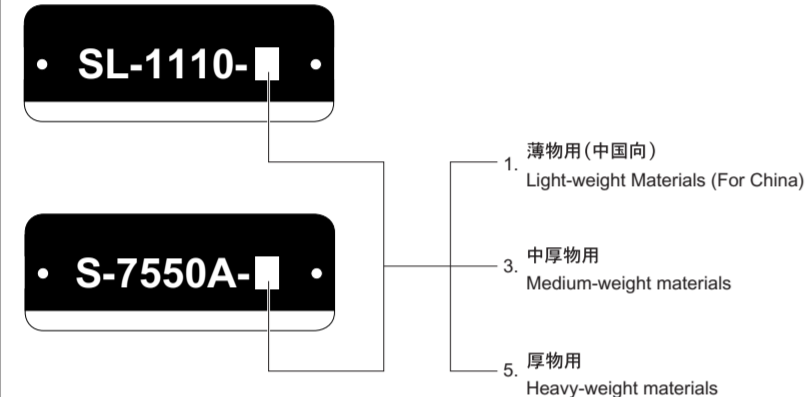 SL-1110-
1. 薄物用(中国向)
Light-weight Materials (For China)
S-7550A-
3. 中厚物用
Medium-weight materials
5. 厚物用
Heavy-weight materials